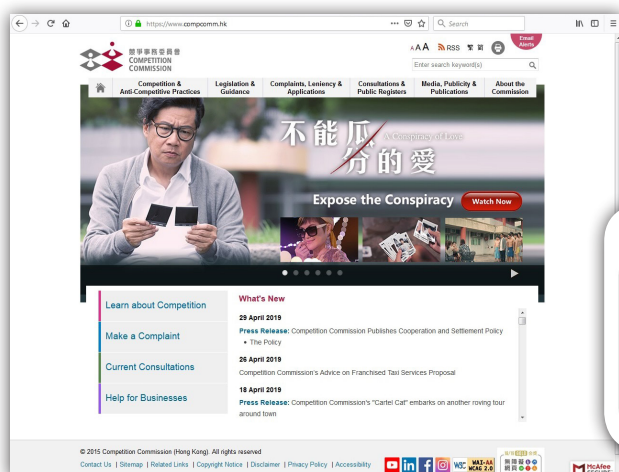 https://www.compcomm.hk
Search
競爭事務委員會
COMPETITION
COMMISSION
A A A RSS 繁 簡
Email
Alerts
Enter search keyword(s)
Competition &
Anti-Competitive Practices
Legislation &
Guidance
Complaints, Leniency &
Applications
Consultations &
Public Registers
Media, Publicity &
Publications
About the
Commission
不能瓜分的愛
A Conspiracy of Love
Expose the Conspiracy
Watch Now
Learn about Competition
Make a Complaint
Current Consultations
Help for Businesses
What's New
29 April 2019
Press Release: Competition Commission Publishes Cooperation and Settlement Policy
• The Policy
26 April 2019
Competition Commission's Advice on Franchised Taxi Services Proposal
18 April 2019
Press Release: Competition Commission's "Cartel Cat" embarks on another roving tour
around town
© 2015 Competition Commission (Hong Kong). All rights reserved
Contact Us | Sitemap | Related Links | Copyright Notice | Disclaimer | Privacy Policy | Accessibility
W3C WAI-AA
WCAG 2.0
McAfee
SECURE